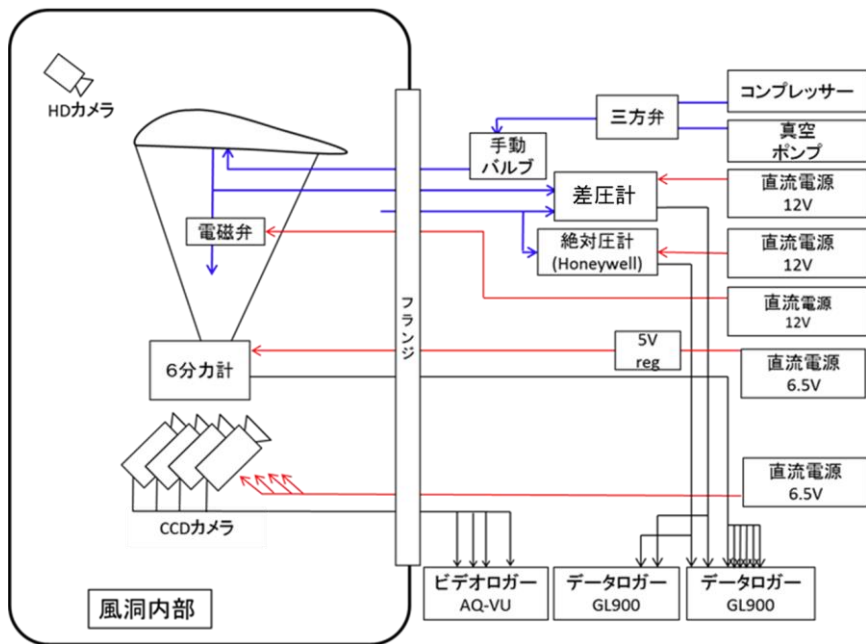 HDカメラ
コンプレッサー
三方弁
真空
ポンプ
手動
バルブ
直流電源
12V
差圧計
電磁弁
絶対圧計
(Honeywell)
直流電源
12V
直流電源
12V
フランジ
5V
reg
6分力計
直流電源
6.5V
直流電源
6.5V
CCDカメラ
ビデオロガー
AQ-VU
データロガー
GL900
データロガー
GL900
風洞内部